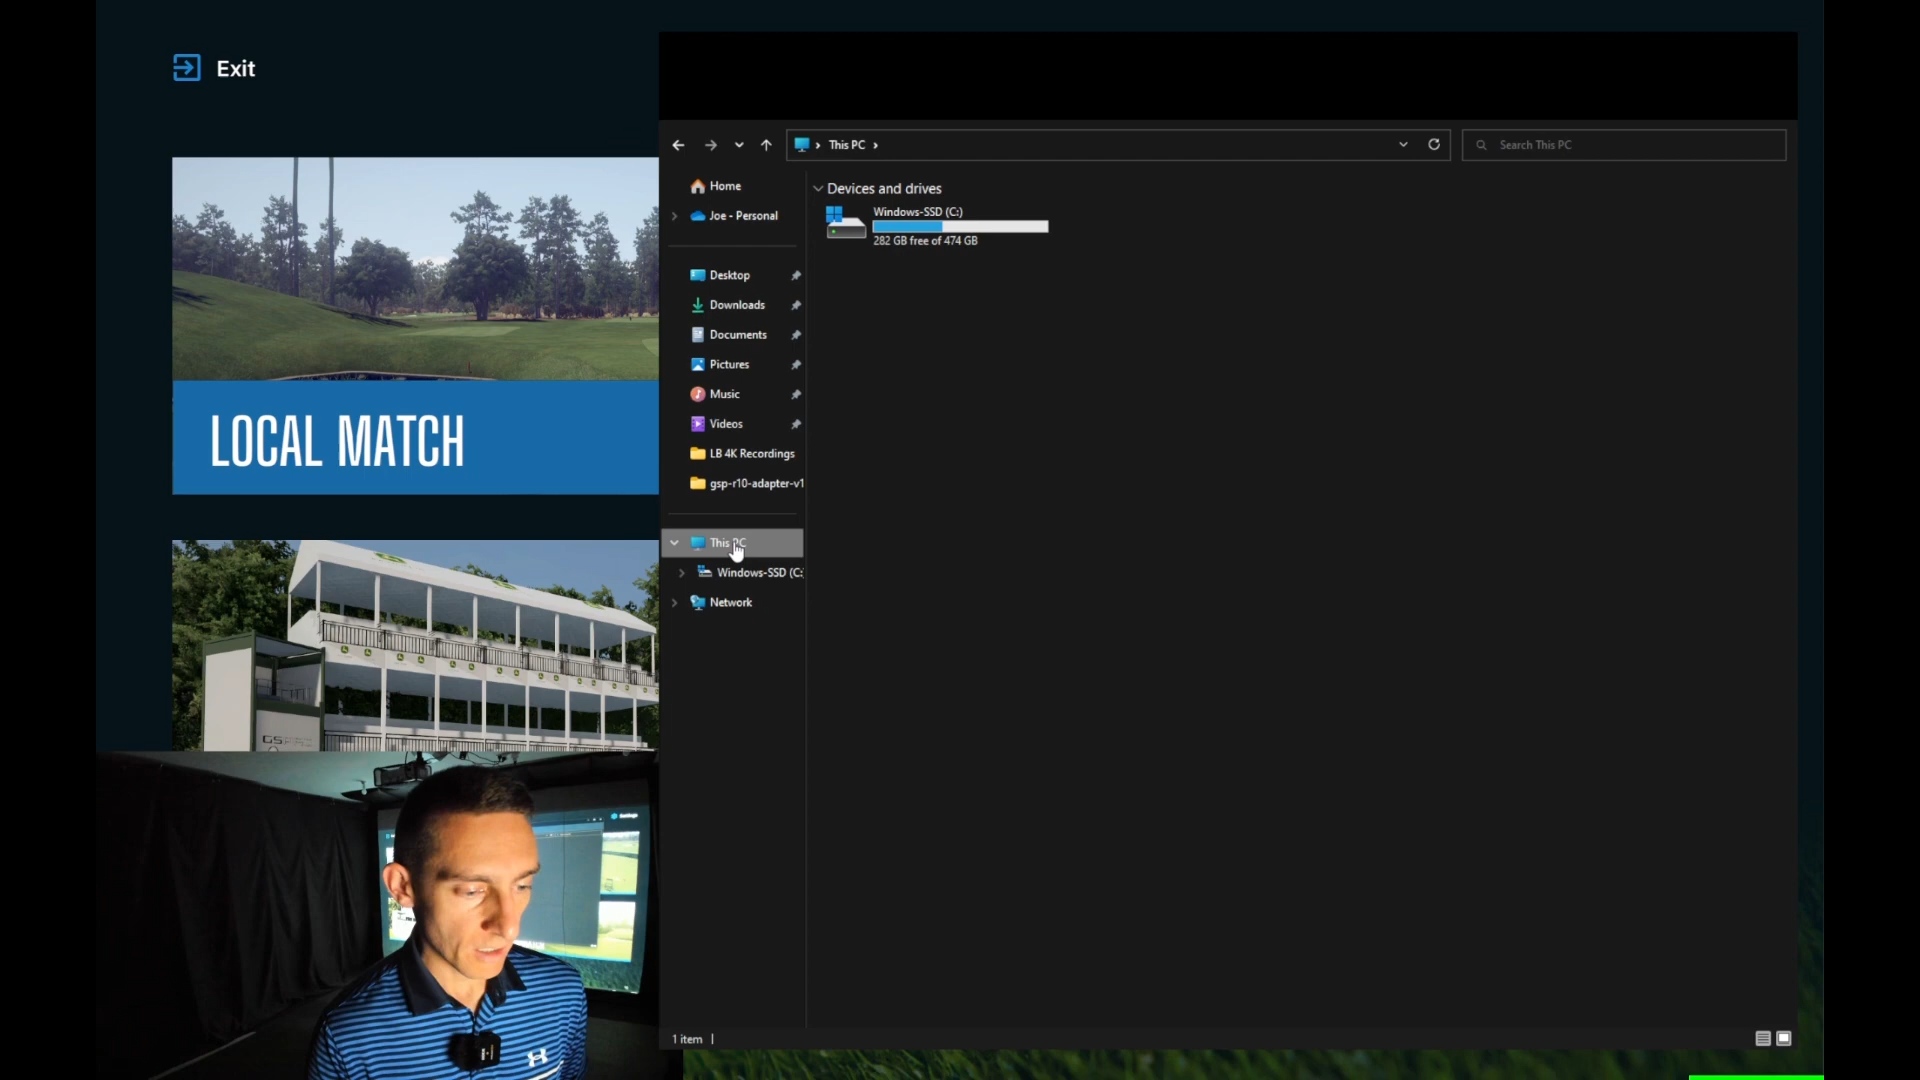 Exit
LOCAL MATCH
GS
This PC
Search This PC
Home
Joe - Personal
Desktop
Downloads
Documents
Pictures
Music
Videos
LB 4K Recordings
gsp-r10-adapter-v1
This PC
Windows-SSD (C:
Network
Devices and drives
Windows-SSD (C:)
282 GB free of 474 GB
1 item
Settings